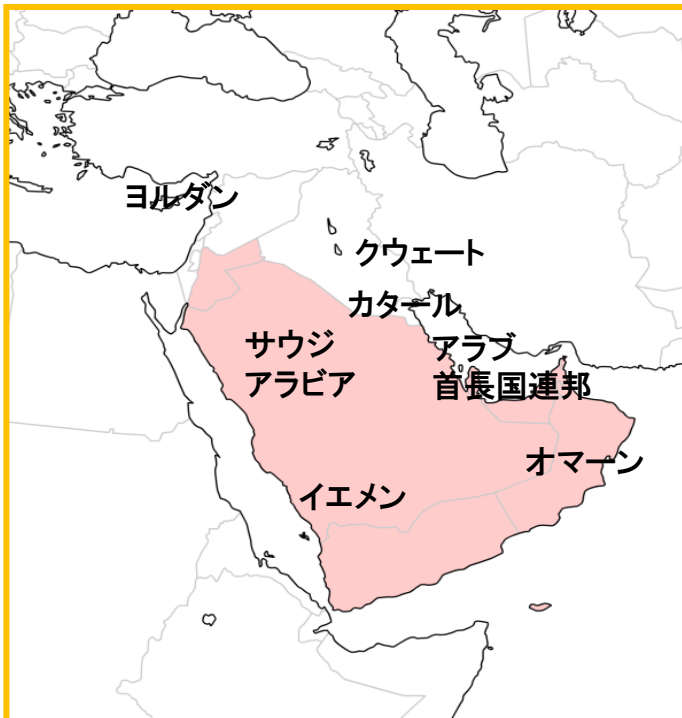 ヨルダン
クウェート
カタール
サウジ
アラビア
アラブ
首長国連邦
オマーン
イエメン